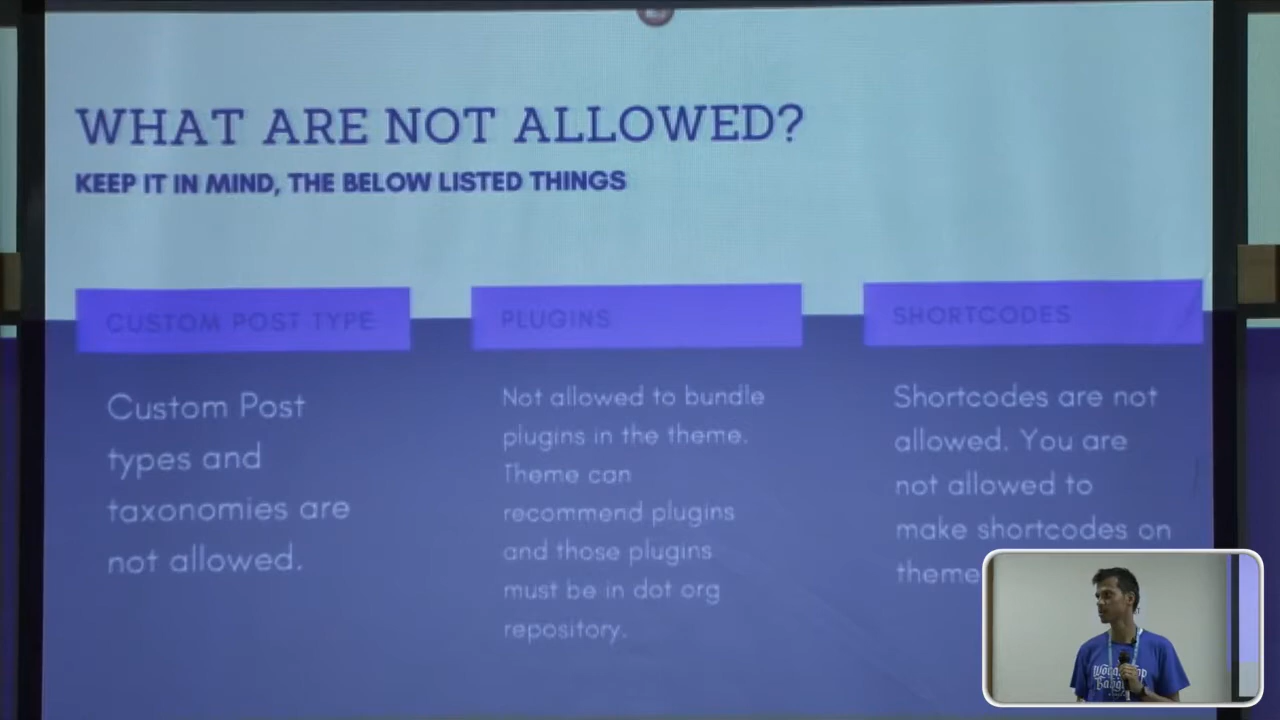 WHAT ARE NOT ALLOWED?
KEEP IT IN MIND, THE BELOW LISTED THINGS
CUSTOM POST TYPE
Custom Post
types and
taxonomies are
not allowed.
PLUGINS
Not allowed to bundle
plugins in the theme.
Theme can
recommend plugins
and those plugins
must be in dot org
repository.
SHORTCODES
Shortcodes are not
allowed. You are
not allowed to
make shortcodes on
theme